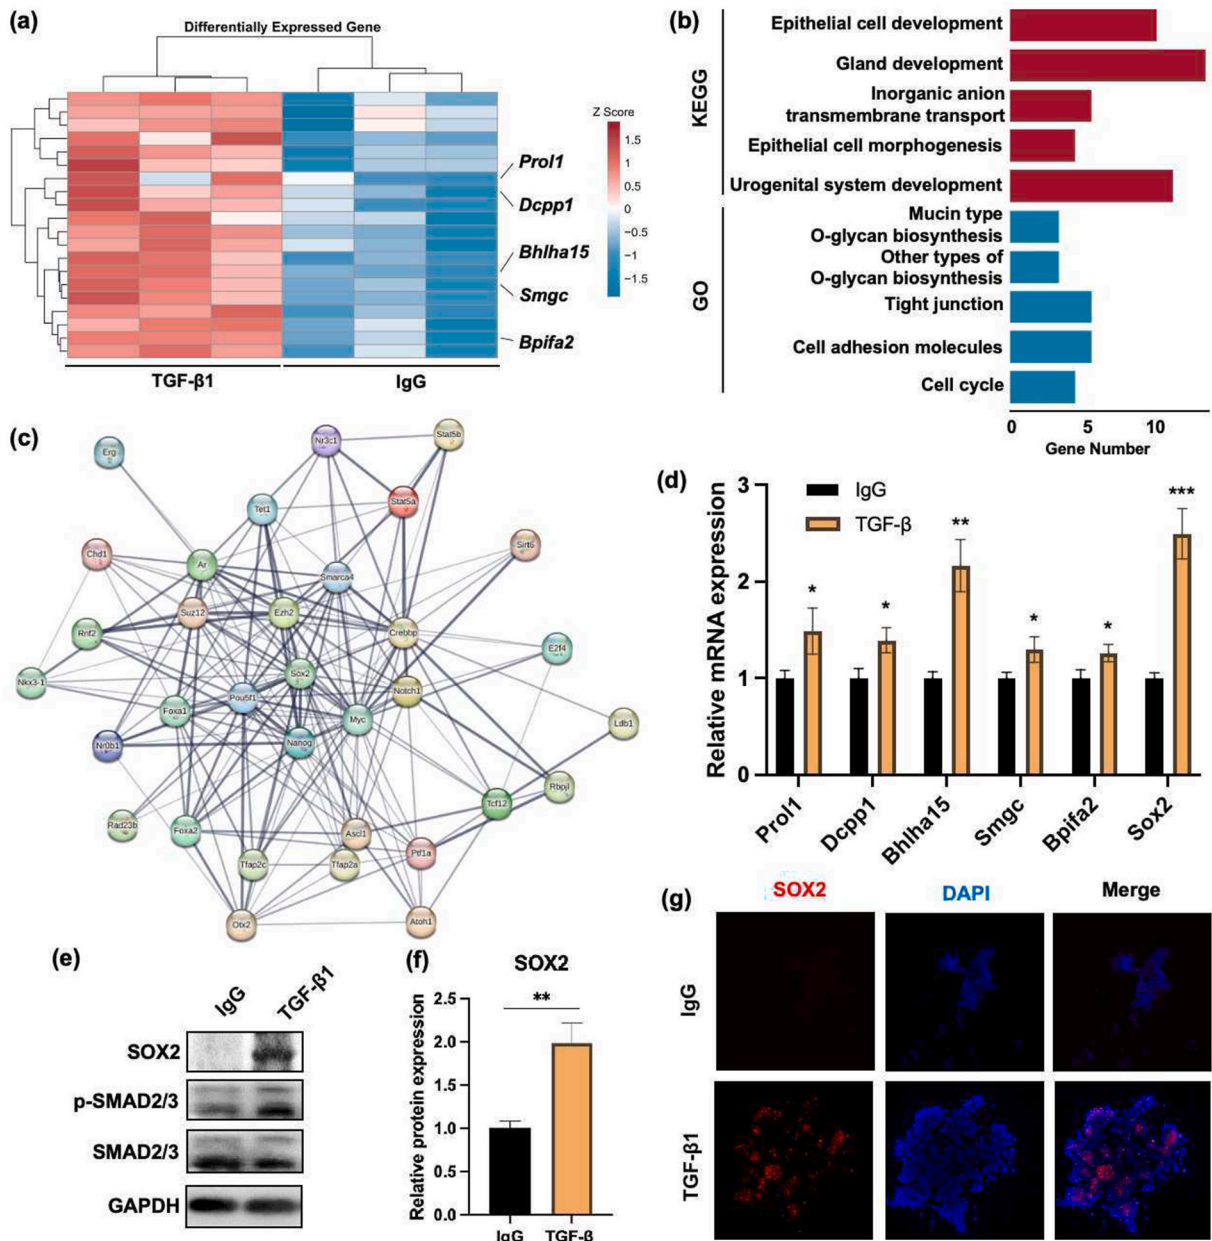 (a)
Differentially Expressed Gene
Z Score
1.5
1
0.5
0
−0.5
−1
−1.5
Prol1
Dcpp1
Bhlha15
Smgc
Bpifa2
TGF-β1
IgG
(b)
KEGG
Epithelial cell development
Gland development
Inorganic anion
transmembrane transport
Epithelial cell morphogenesis
Urogenital system development
GO
Mucin type
O-glycan biosynthesis
Other types of
O-glycan biosynthesis
Tight junction
Cell adhesion molecules
Cell cycle
0 5 10
Gene Number
(c)
Nr3c1
Stat5b
Erg
Stat5a
Tet1
Sirt6
Chd1
Ar
Smarca4
Suz12
Ezh2
Rnf2
Crebbp
E2f4
Sox2
Nkx3-1
Pou5f1
Notch1
Foxa1
Myc
Ldb1
Nr0b1
Nanog
Rbpjl
Tcf12
Rad23b
Foxa2
Ascl1
Tfap2c
Tfap2a
Ptf1a
Otx2
Atoh1
(d)
Relative mRNA expression
3
2
1
0
IgG
TGF-β
*
*
**
*
*
***
Prol1
Dcpp1
Bhlha15
Smgc
Bpifa2
Sox2
(e)
IgG
TGF-β1
SOX2
p-SMAD2/3
SMAD2/3
GAPDH
(f)
SOX2
**
Relative protein expression
2.5
2.0
1.5
1.0
0.5
0.0
IgG
TGF-β
(g)
SOX2
DAPI
Merge
IgG
TGF-β1